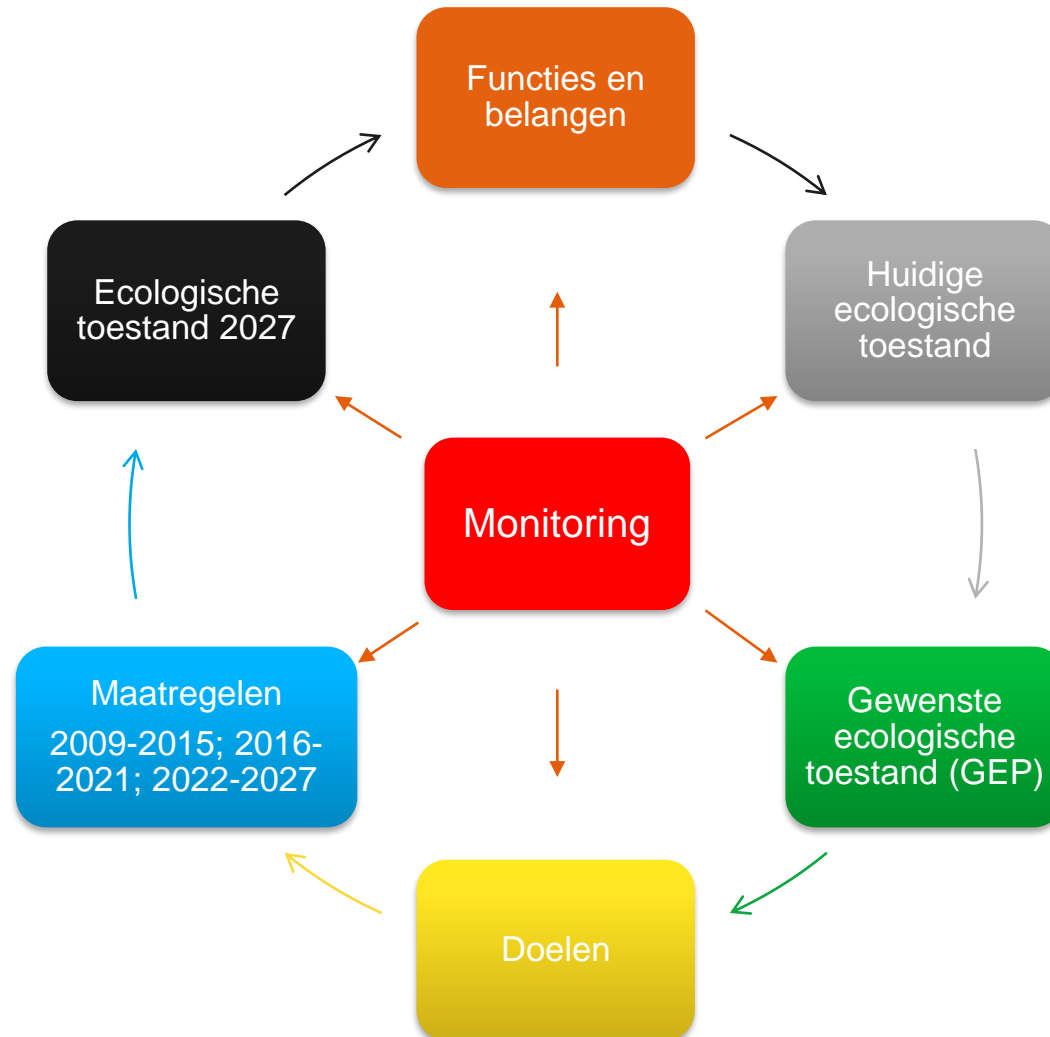 Functies en
belangen
Ecologische
toestand 2027
Huidige
ecologische
toestand
Monitoring
Maatregelen
2009-2015; 2016-
2021; 2022-2027
Gewenste
ecologische
toestand (GEP)
Doelen